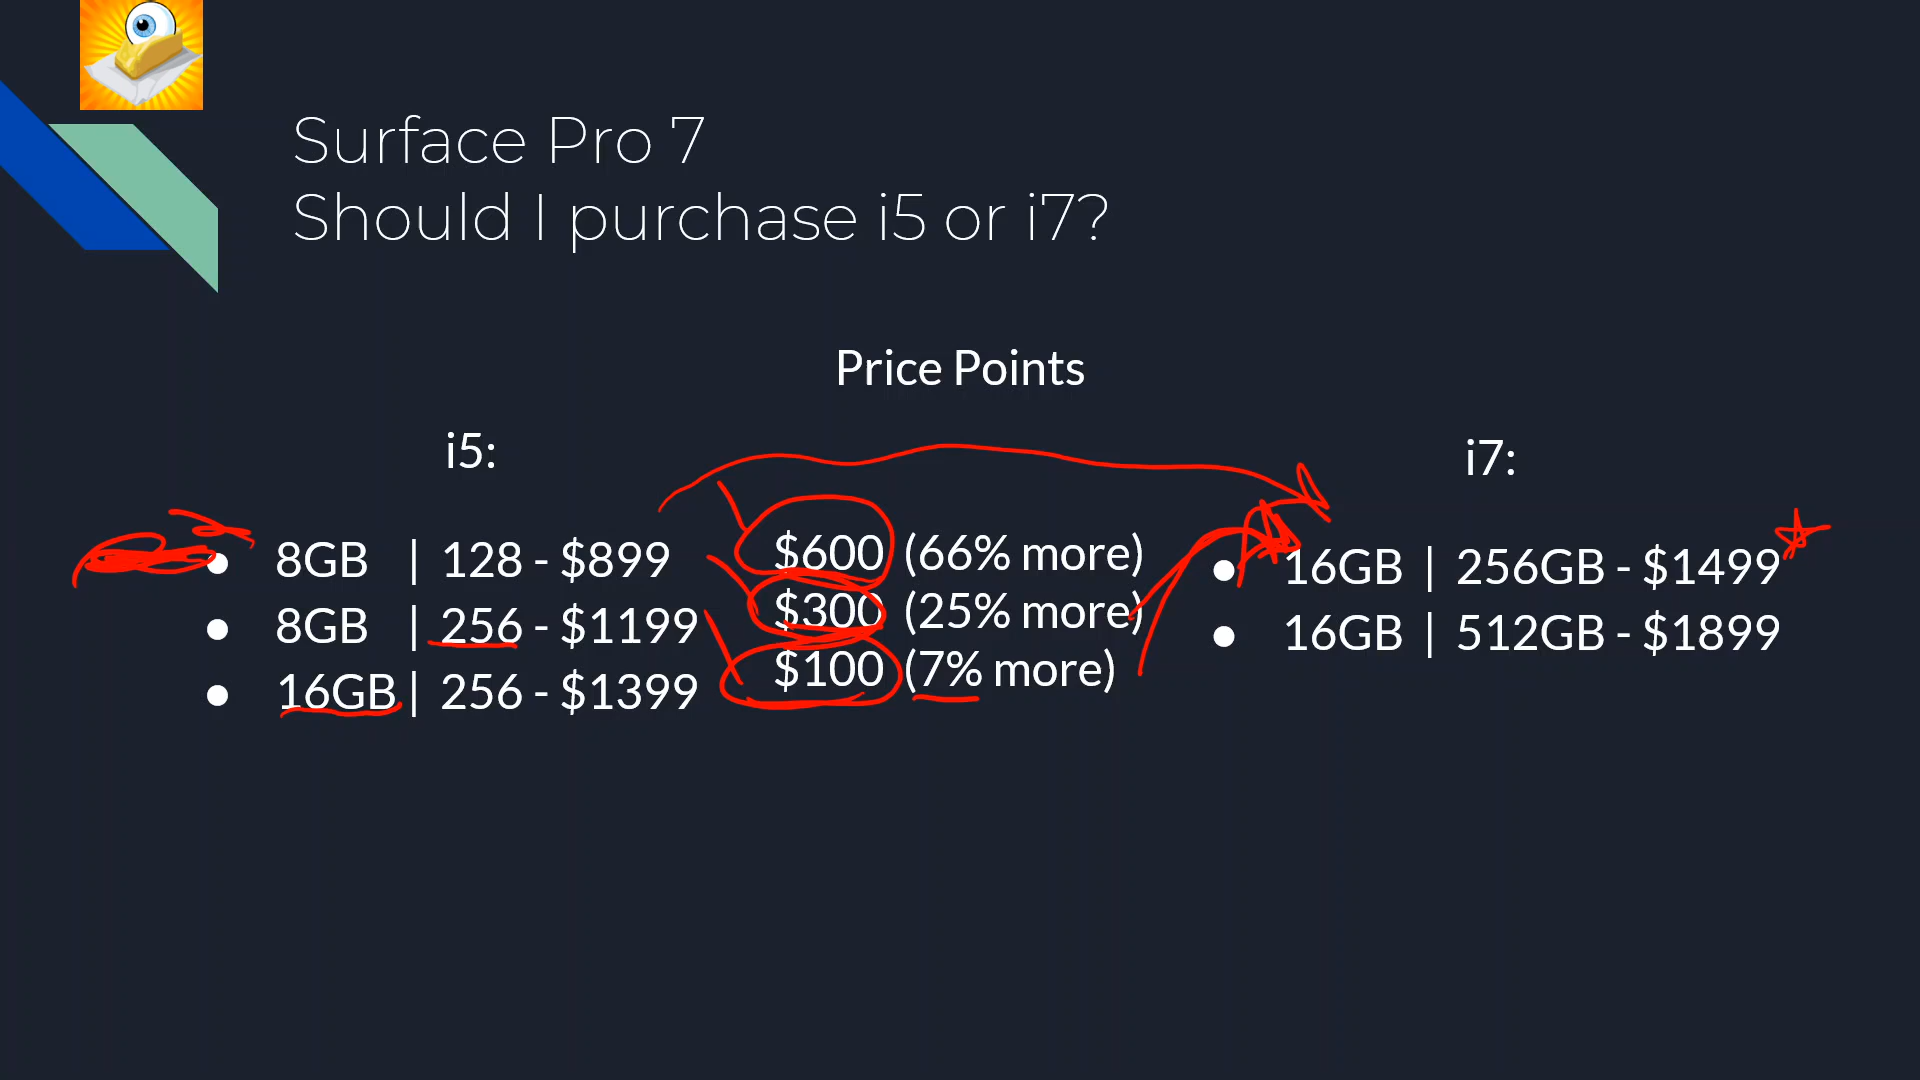 Surface Pro 7
Should I purchase i5 or i7?
Price Points
i5:
● 8GB | 128 - $899
● 8GB | 256 - $1199
● 16GB | 256 - $1399
$600 (66% more)
$300 (25% more)
$100 (7% more)
i7:
● 16GB | 256GB - $1499
● 16GB | 512GB - $1899